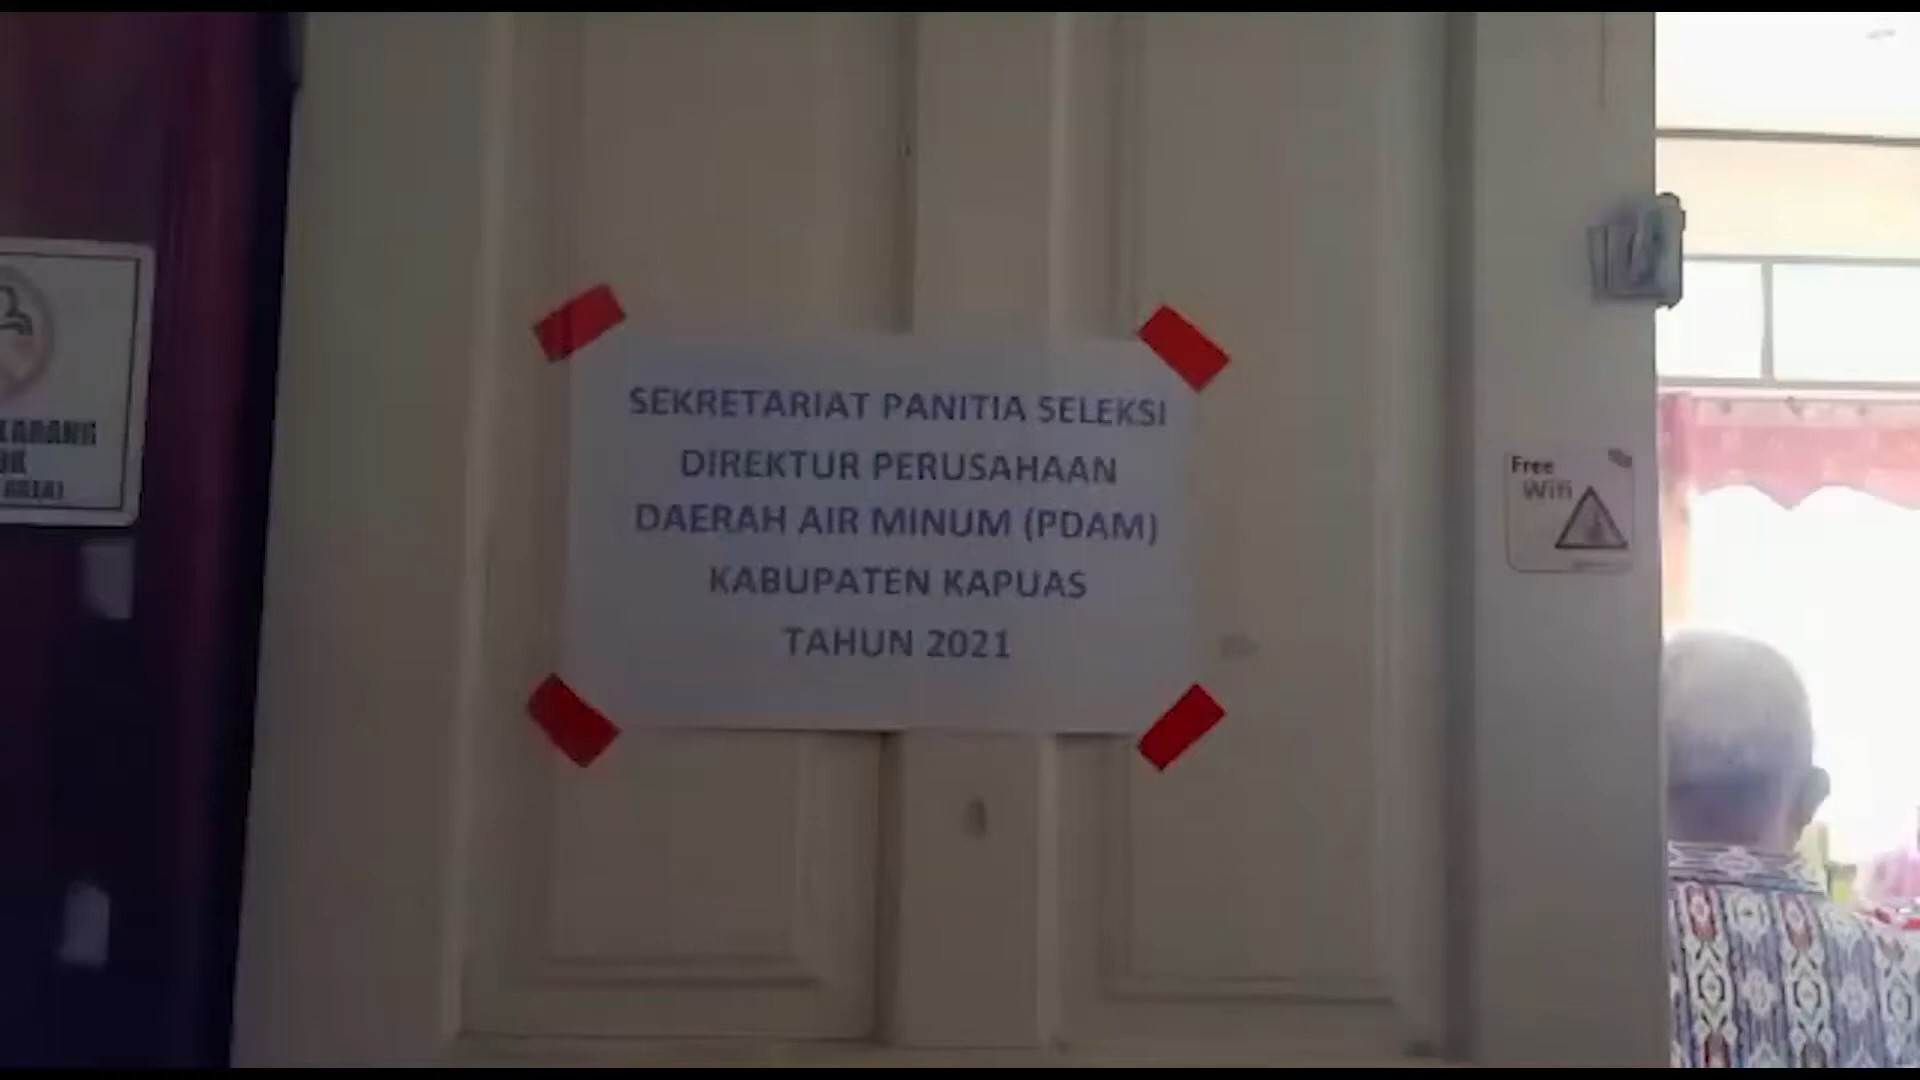 SEKRETARIAT PANITIA SELEKSI
DIREKTUR PERUSAHAAN
DAERAH AIR MINUM (PDAM)
KABUPATEN KAPUAS
TAHUN 2021
Free
Wifi